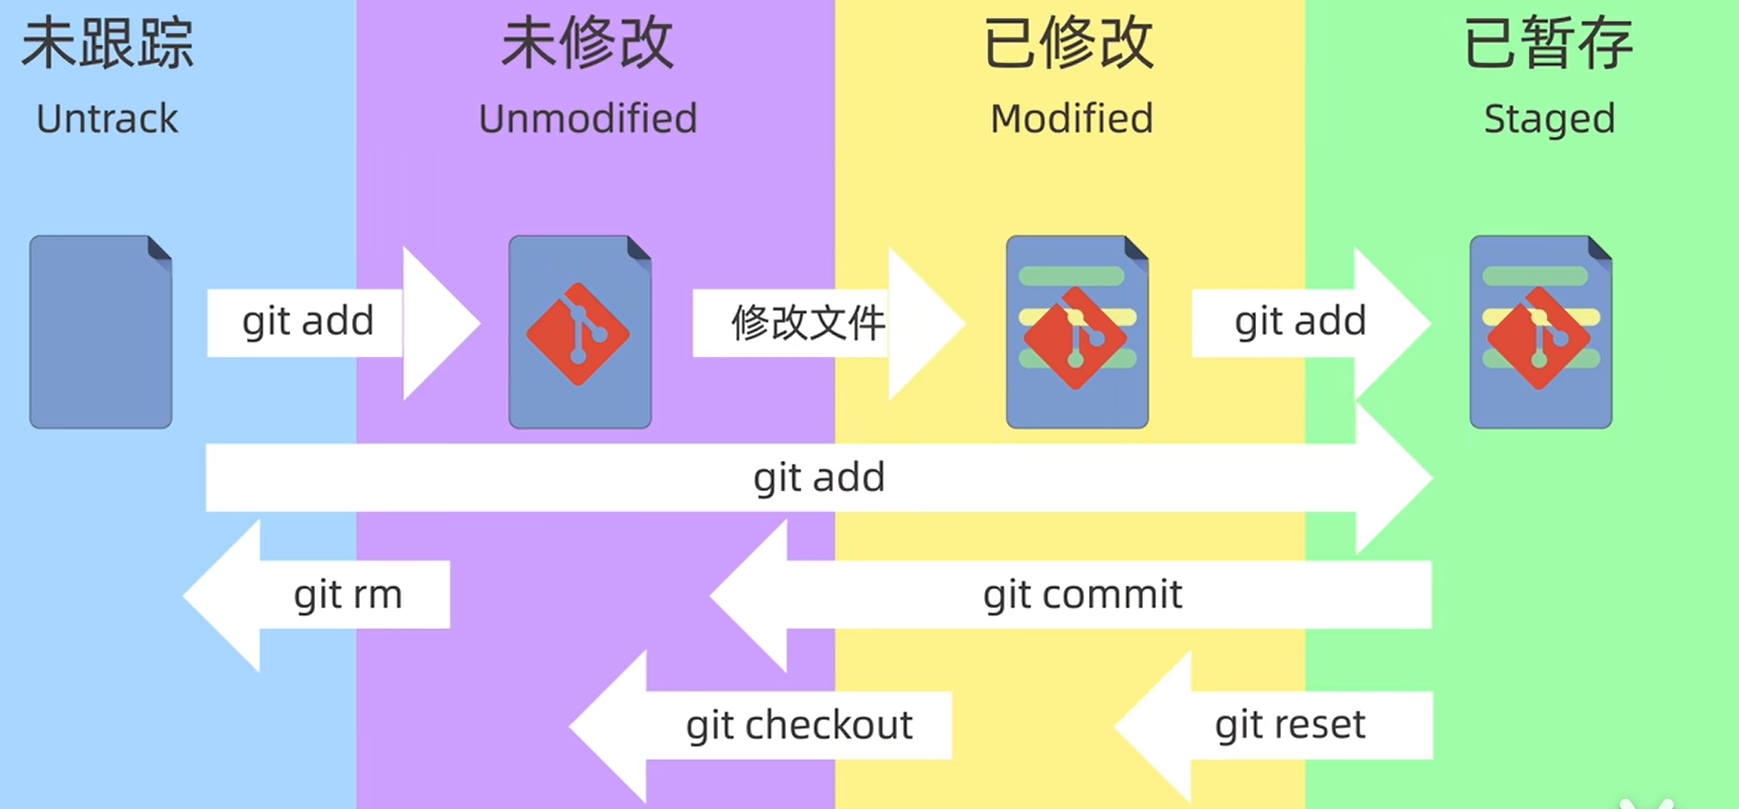 未跟踪
未修改
已修改
已暂存
Untrack
Unmodified
Modified
Staged
git add
修改文件
git add
git add
git rm
git commit
git checkout
git reset